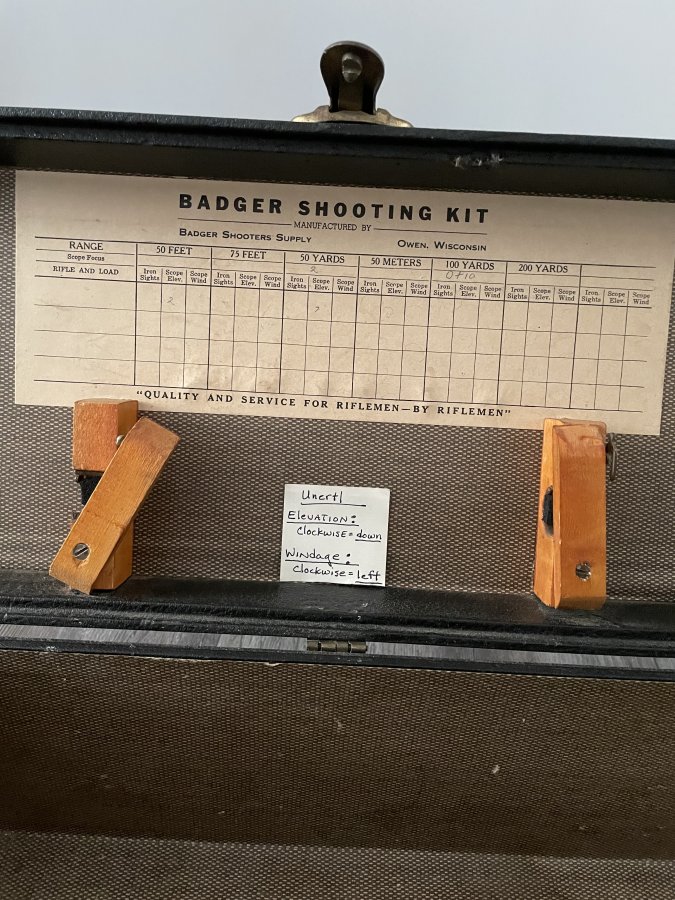 BADGER SHOOTING KIT
MANUFACTURED BY
BADGER SHOOTERS SUPPLY OWEN, WISCONSIN
RANGE 50 FEET 75 FEET 50 YARDS 50 METERS 100 YARDS 200 YARDS
Scope Focus 2 0+10
RIFLE AND LOAD Iron Sights Scope Elev. Scope Wind Iron Sights Scope Elev. Scope Wind Iron Sights Scope Elev. Scope Wind Iron Sights Scope Elev. Scope Wind Iron Sights Scope Elev. Scope Wind Iron Sights Scope Elev. Scope Wind Iron Sights Scope Elev. Scope Wind
2
"QUALITY AND SERVICE FOR RIFLEMEN—BY RIFLEMEN"
Unertl
ELEVATION:
Clockwise = down
WINDAGE:
Clockwise = left